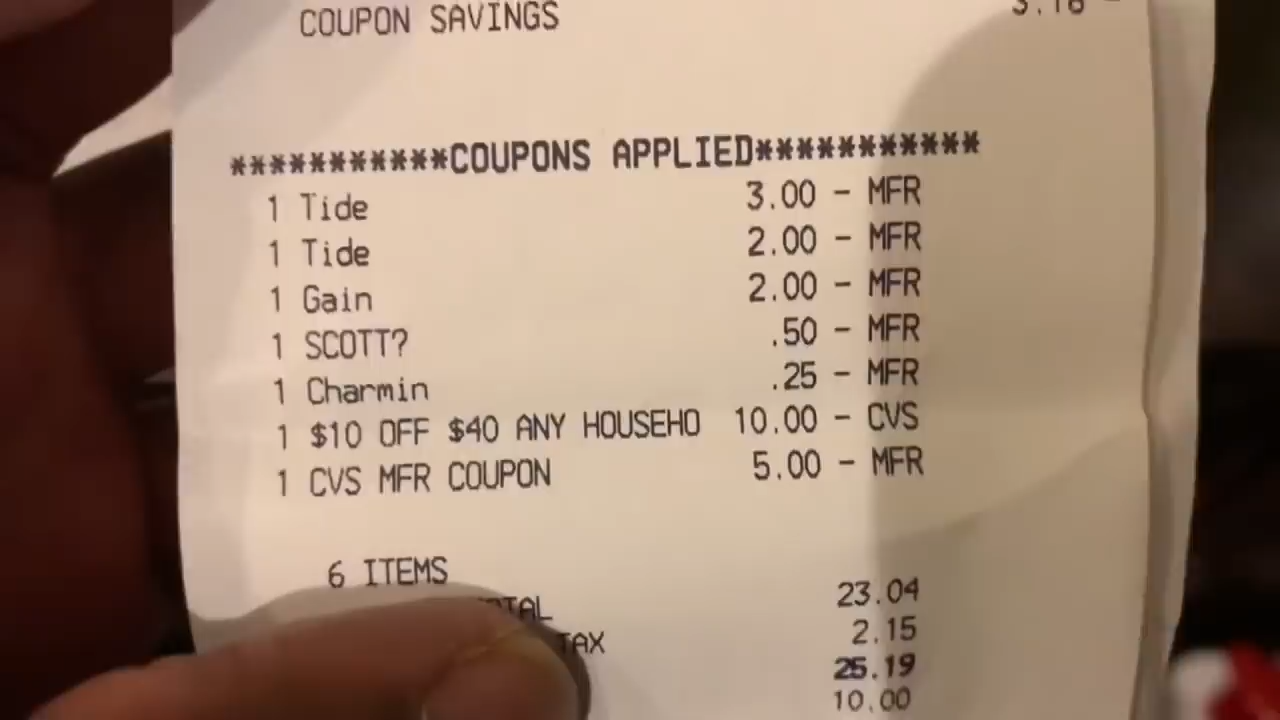 COUPON SAVINGS
***********COUPONS APPLIED***********
1 Tide 3.00 - MFR
1 Tide 2.00 - MFR
1 Gain 2.00 - MFR
1 SCOTT? .50 - MFR
1 Charmin .25 - MFR
1 $10 OFF $40 ANY HOUSEHO 10.00 - CVS
1 CVS MFR COUPON 5.00 - MFR
6 ITEMS
23.04
TAX 2.15
25.19
10.00